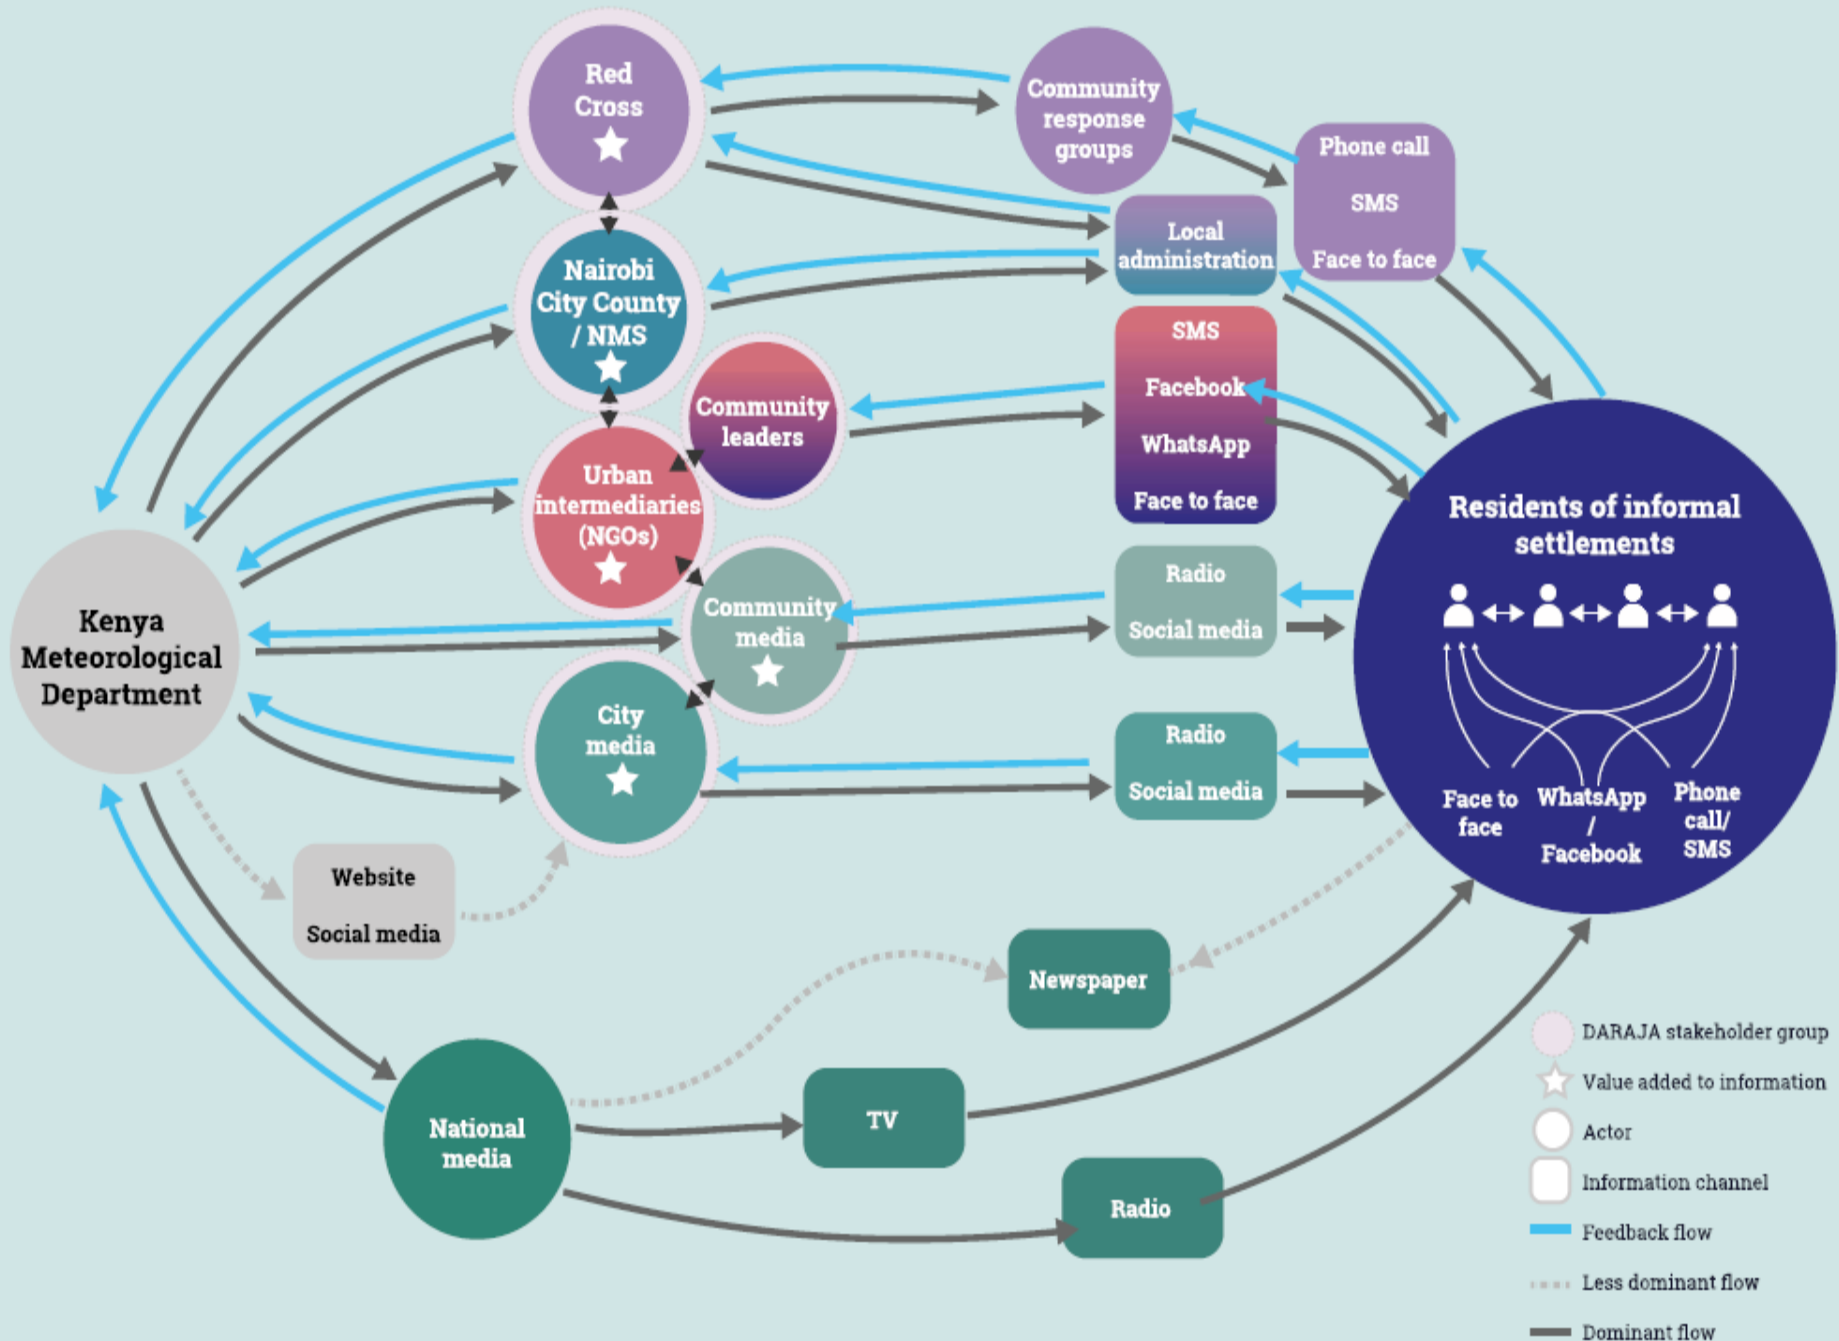 Red
Cross
Community
response
groups
Phone call
SMS
Face to face
Local
administration
Nairobi
City County
/ NMS
SMS
Facebook
WhatsApp
Face to face
Community
leaders
Urban
intermediaries
(NGOs)
Residents of informal
settlements
Kenya
Meteorological
Department
Community
media
Radio
Social media
City
media
Radio
Social media
Face to
face
WhatsApp
/
Facebook
Phone
call/
SMS
Website
Social media
Newspaper
National
media
TV
Radio
DARAJA stakeholder group
Value added to information
Actor
Information channel
Feedback flow
Less dominant flow
Dominant flow